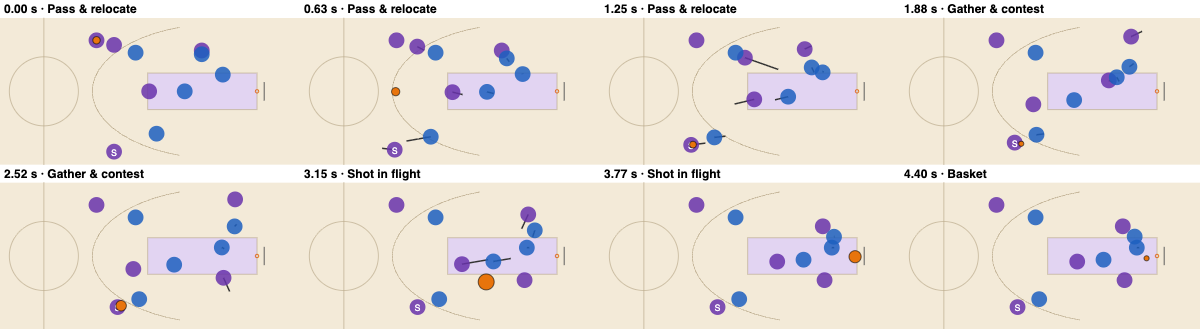 0.00 s · Pass & relocate
0.63 s · Pass & relocate
1.25 s · Pass & relocate
1.88 s · Gather & contest
S
S
S
S
2.52 s · Gather & contest
3.15 s · Shot in flight
3.77 s · Shot in flight
4.40 s · Basket
S
S
S
S